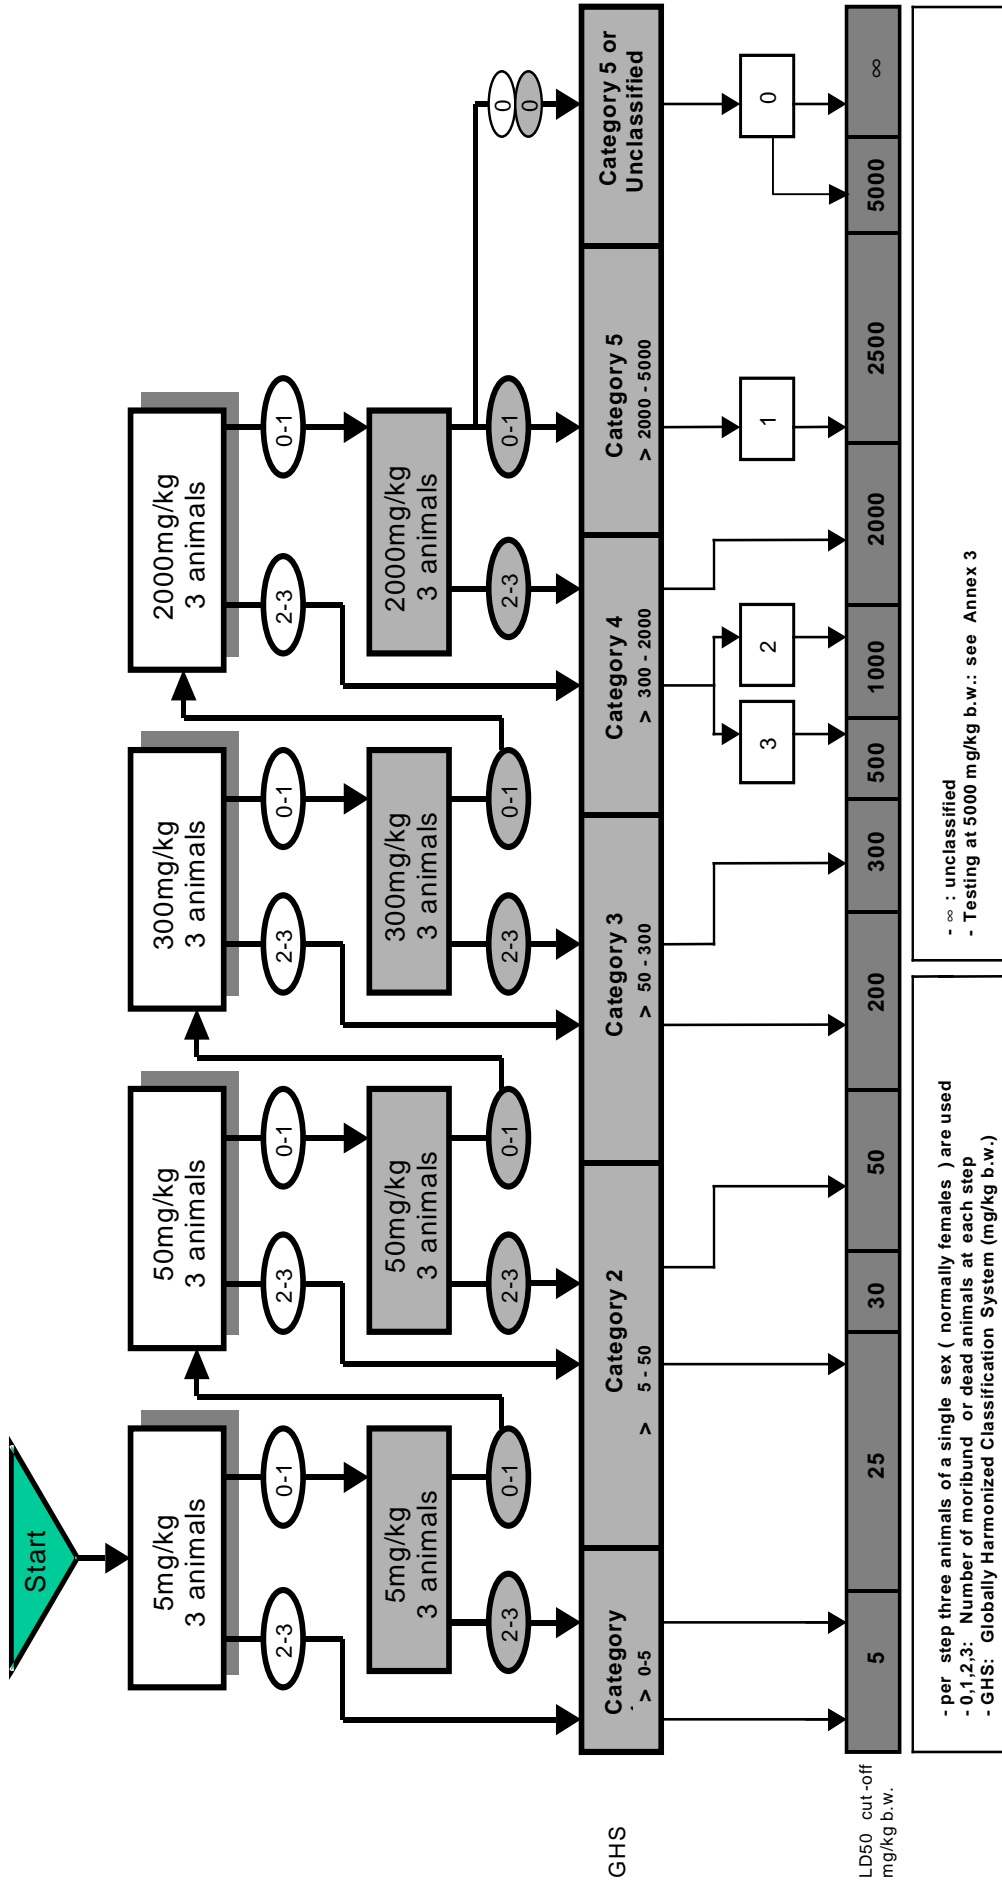 Start
5mg/kg
3 animals
50mg/kg
3 animals
300mg/kg
3 animals
2000mg/kg
3 animals
2-3
0-1
2-3
0-1
2-3
0-1
2-3
0-1
5mg/kg
3 animals
50mg/kg
3 animals
300mg/kg
3 animals
2000mg/kg
3 animals
2-3
0-1
2-3
0-1
2-3
0-1
2-3
0-1
0
0
GHS
Category
> 0-5
Category 2
> 5 - 50
Category 3
> 50 - 300
Category 4
> 300 - 2000
Category 5
> 2000 - 5000
Category 5 or
Unclassified
3
2
1
0
LD50 cut-off
mg/kg b.w.
5
25
30
50
200
300
500
1000
2000
2500
5000
∞
- per step three animals of a single sex ( normally females ) are used
- 0,1,2,3: Number of moribund or dead animals at each step
- GHS: Globally Harmonized Classification System (mg/kg b.w.)
- ∞ : unclassified
- Testing at 5000 mg/kg b.w.: see Annex 3